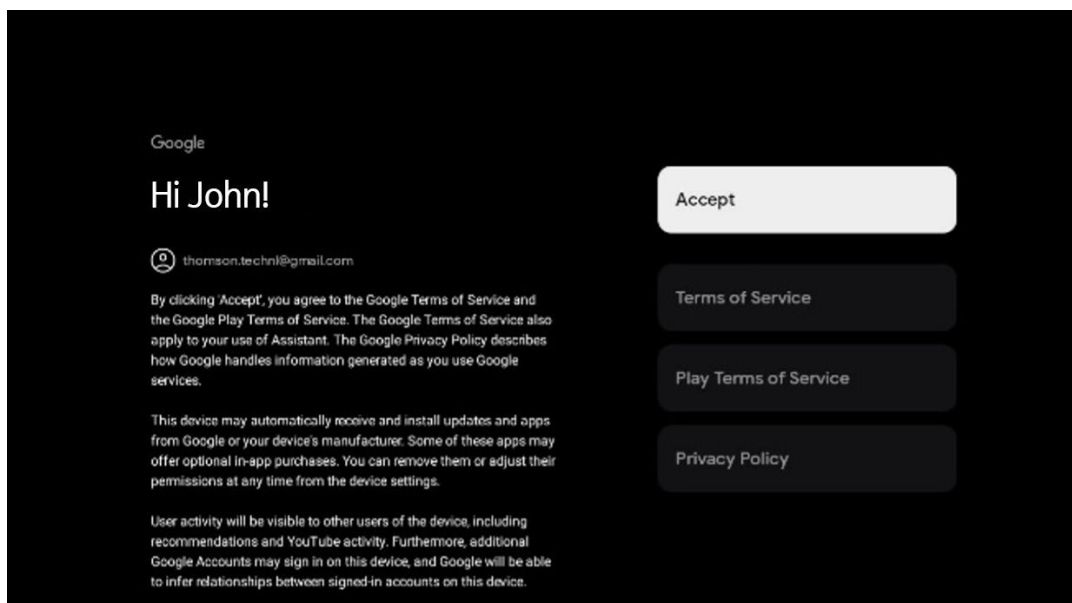 Google
Hi John!
thomson.technl@gmail.com
By clicking 'Accept', you agree to the Google Terms of Service and
the Google Play Terms of Service. The Google Terms of Service also
apply to your use of Assistant. The Google Privacy Policy describes
how Google handles information generated as you use Google
services.
This device may automatically receive and install updates and apps
from Google or your device's manufacturer. Some of these apps may
offer optional in-app purchases. You can remove them or adjust their
permissions at any time from the device settings.
User activity will be visible to other users of the device, including
recommendations and YouTube activity. Furthermore, additional
Google Accounts may sign in on this device, and Google will be able
to infer relationships between signed-in accounts on this device.
Accept
Terms of Service
Play Terms of Service
Privacy Policy